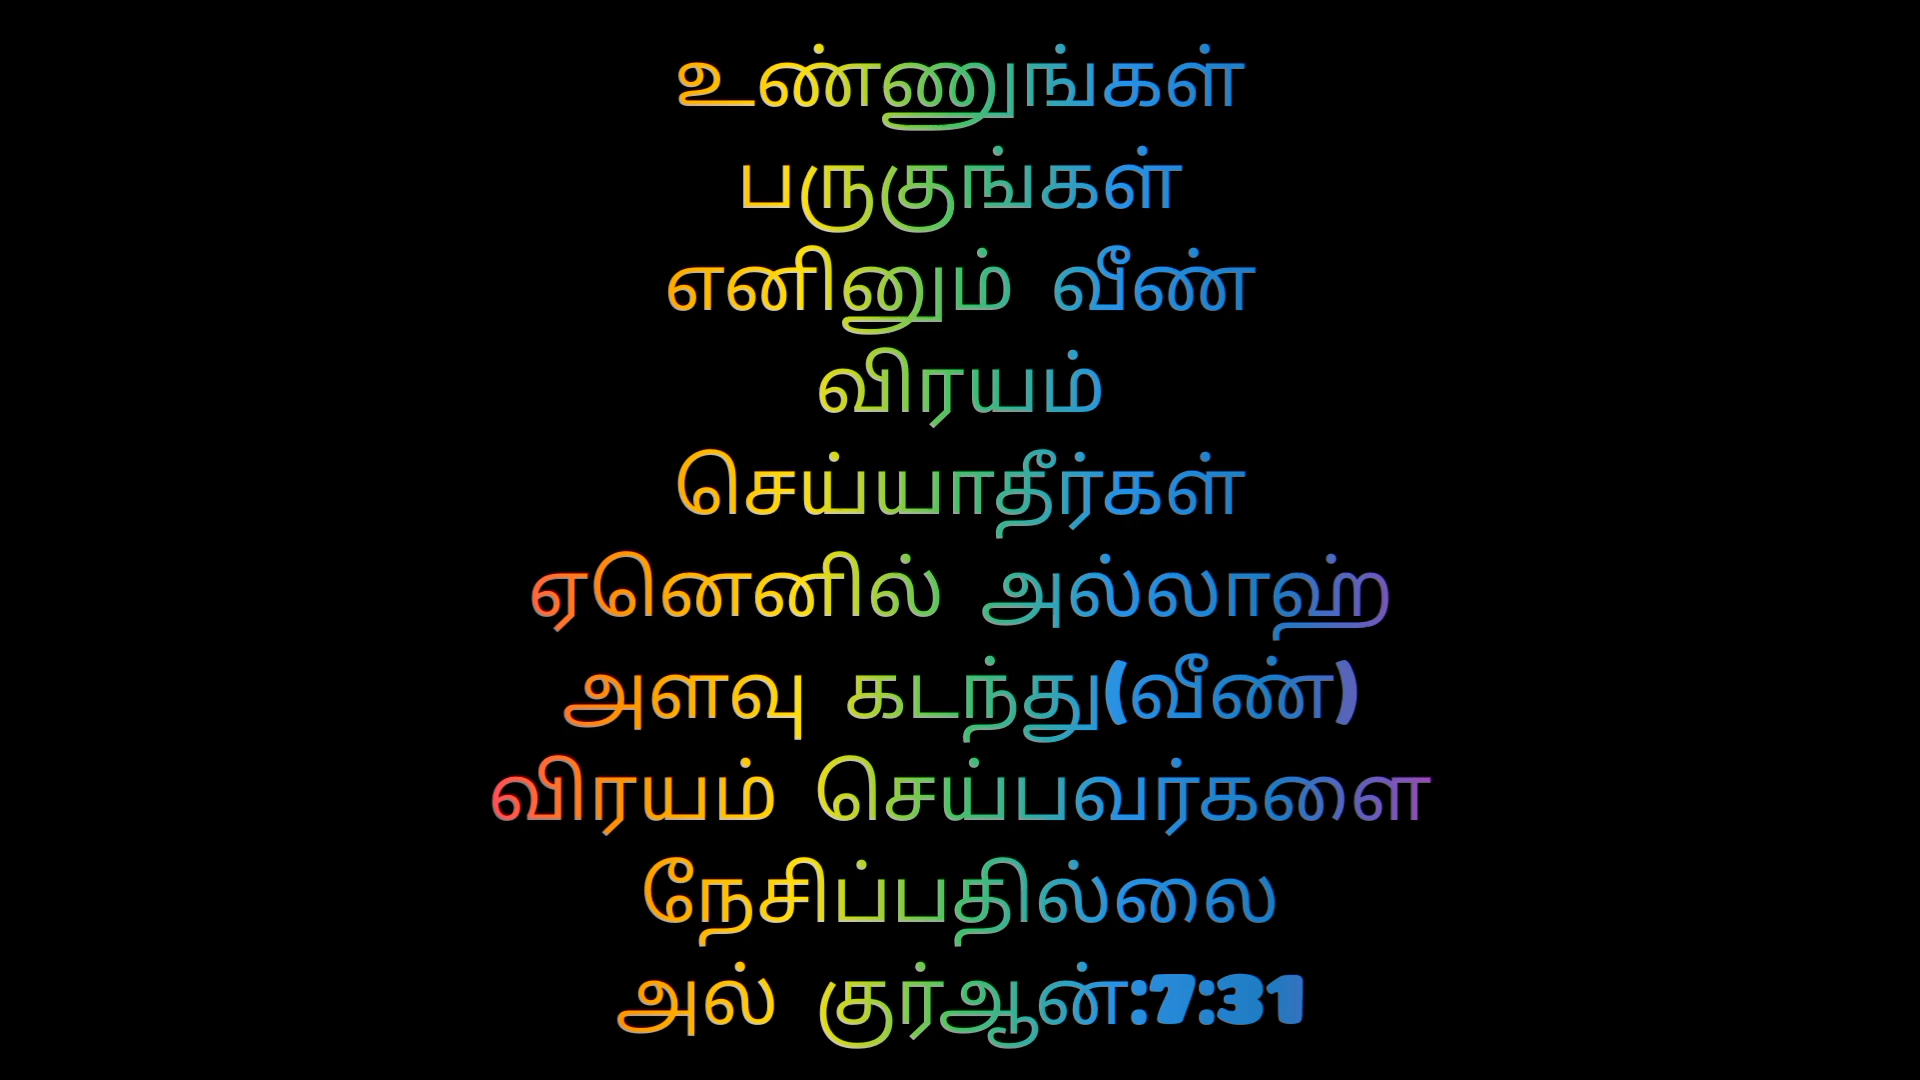 உண்ணுங்கள்
பருகுங்கள்
எனினும் வீண்
விரயம்
செய்யாதீர்கள்
ஏனெனில் அல்லாஹ்
அளவு கடந்து(வீண்)
விரயம் செய்பவர்களை
நேசிப்பதில்லை
அல் குர்ஆன்:7:31